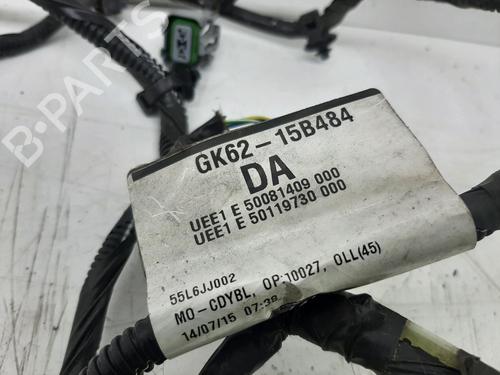 B-PARTS
GK62-15B484
DA
UEE1 E 50081409 000
UEE1 E 50119730 000
55L6JJ002
MO-CDYBL, OP:10027, OLL(45)
14/07/15 07:38